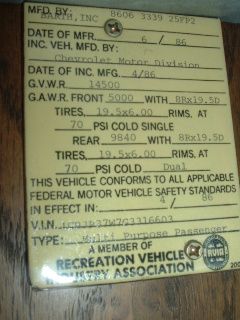 MFD. BY: BARTH, INC 8606 3339 25FP2
DATE OF MFR. 6 / 86
INC. VEH. MFD. BY:
Chevrolet Motor Division
DATE OF INC. MFG. 4/86
G.V.W.R 14500
G.A.W.R. FRONT 5000 WITH 8Rx19.5D
TIRES, 19.5x6.00 RIMS, AT
70 PSI COLD SINGLE
REAR 9840 WITH 8Rx19.5D
TIRES, 19.5x6.00 RIMS, AT
70 PSI COLD Dual
THIS VEHICLE CONFORMS TO ALL APPLICABLE
FEDERAL MOTOR VEHICLE SAFETY STANDARDS
IN EFFECT IN: 4 / 86
V.I.N.
TYPE: Multi Purpose Passenger
A MEMBER OF
RECREATION VEHICLE
INDUSTRY ASSOCIATION
RVIA